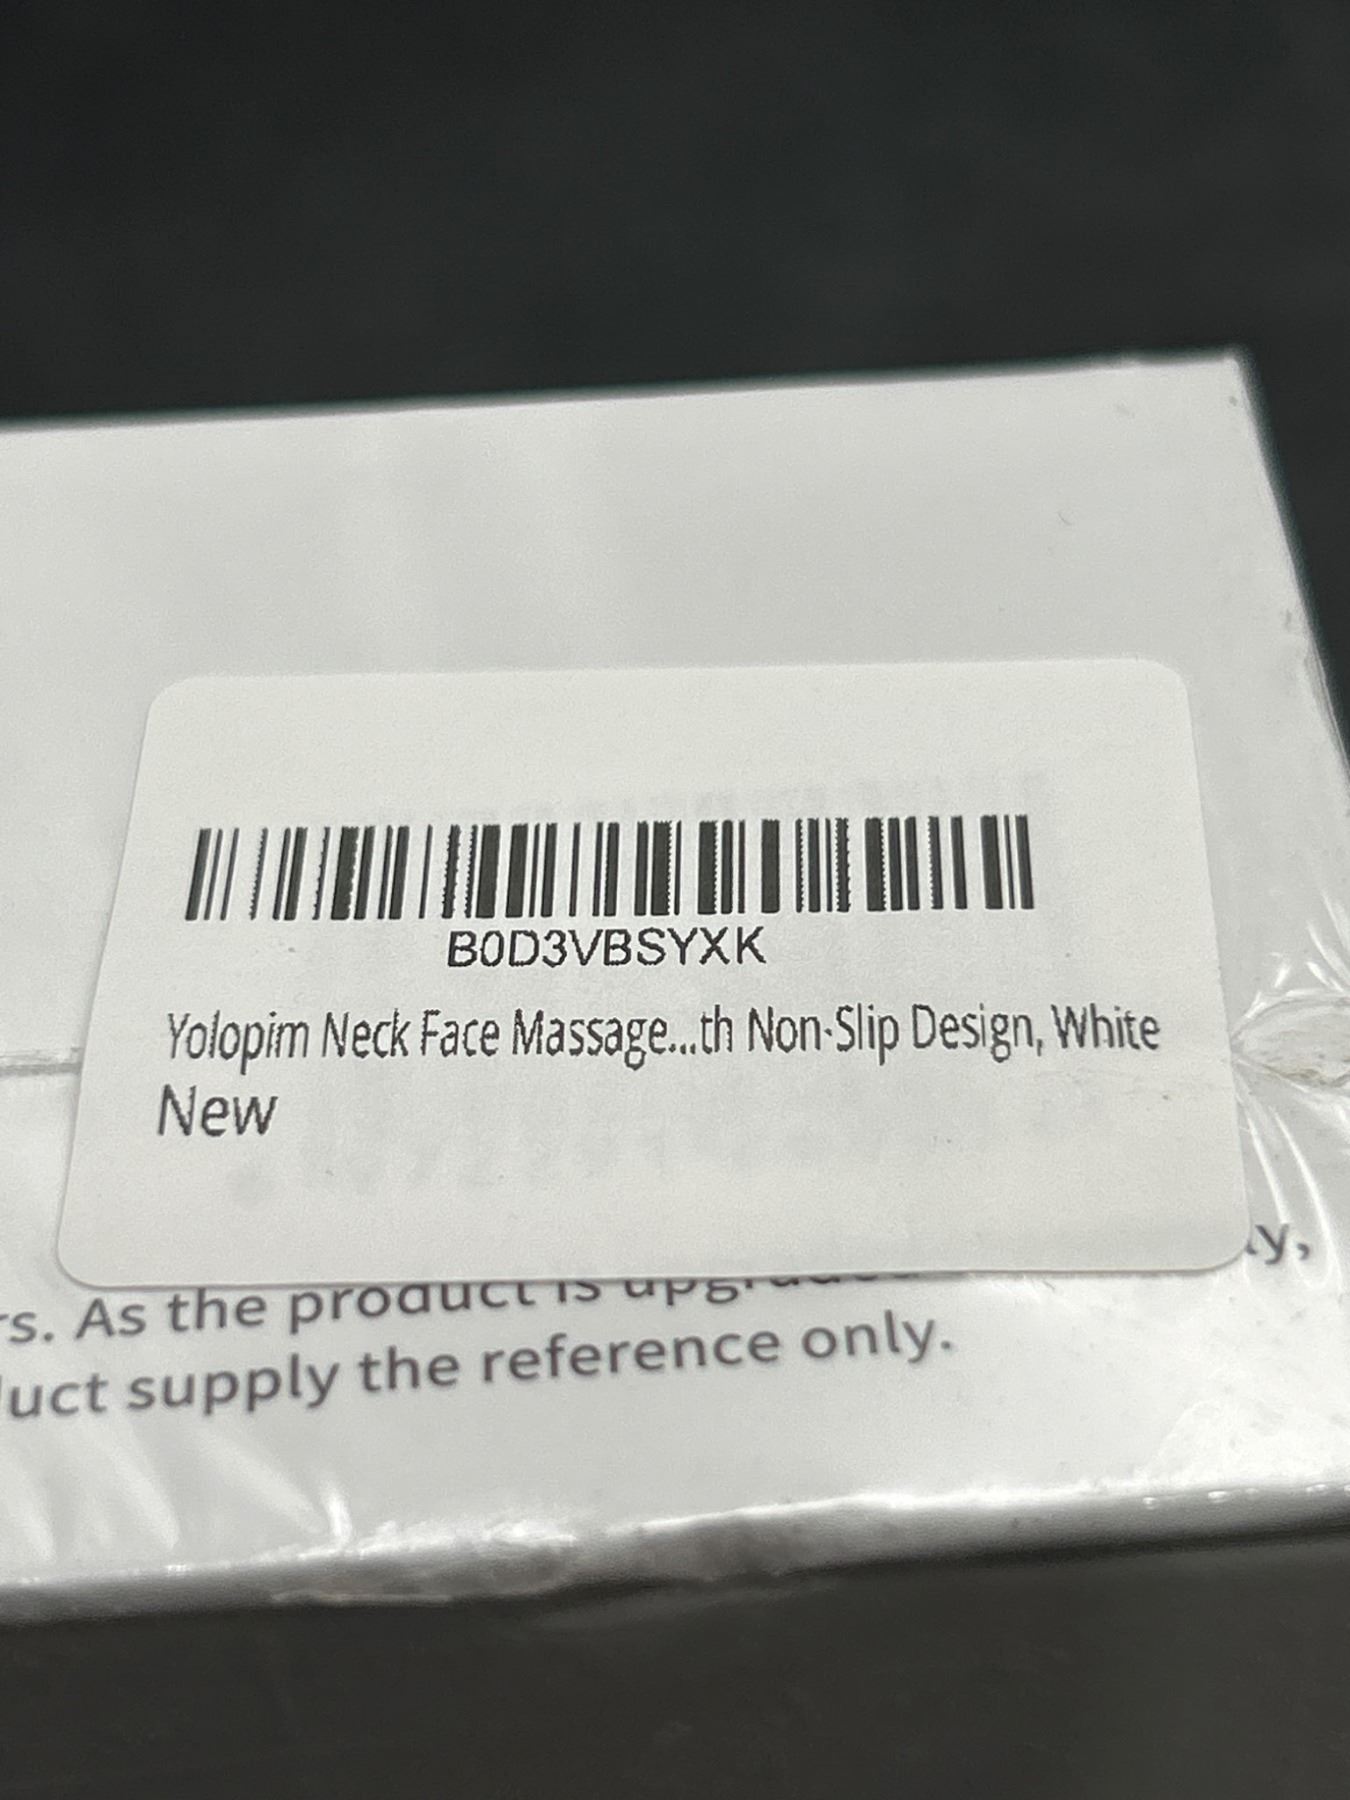 B0D3VBSYXK
Yolopim Neck Face Massage...th Non-Slip Design, White
New
rs. As the product is
duct supply the reference only.